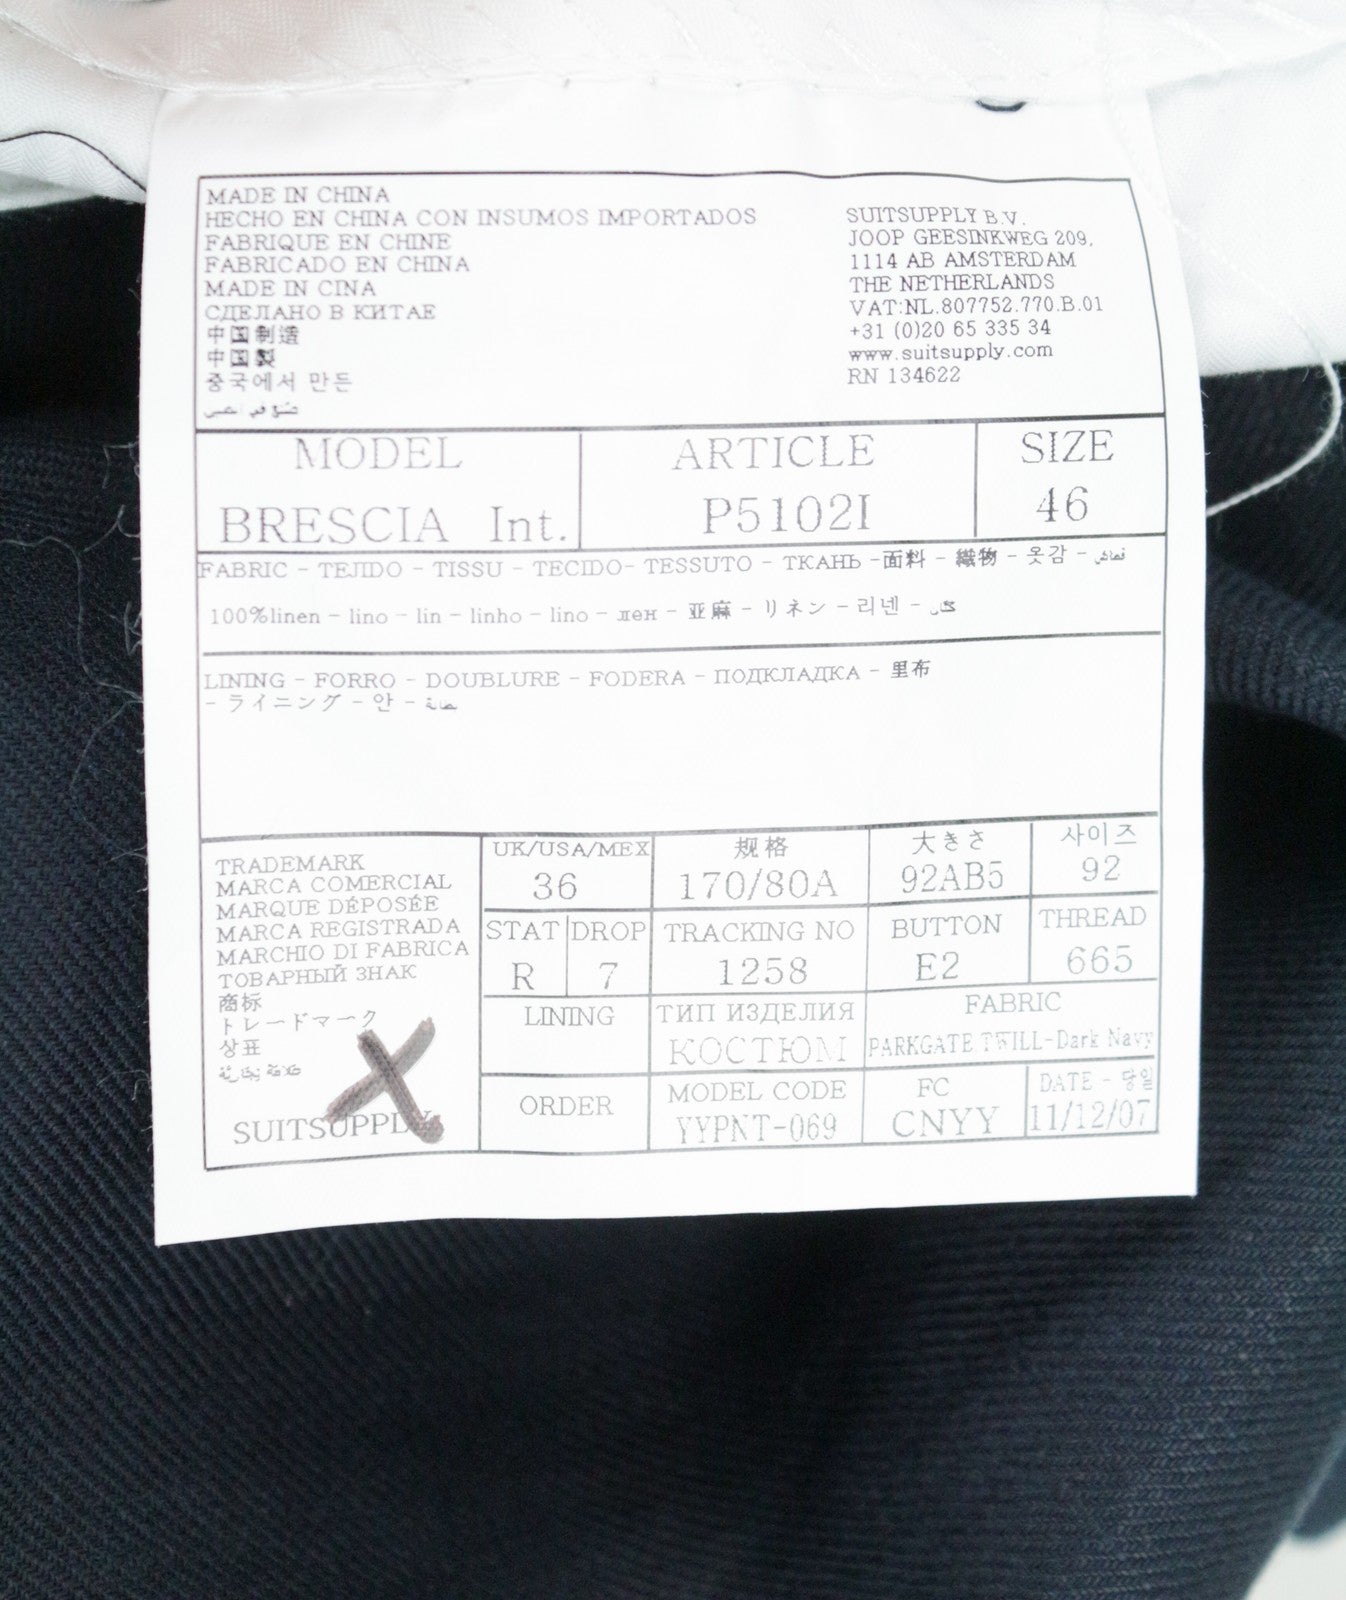 MADE IN CHINA
HECHO EN CHINA CON INSUMOS IMPORTADOS
FABRIQUE EN CHINE
FABRICADO EN CHINA
MADE IN CINA
СДЕЛАНО В КИТАЕ
中国制造
中国製
중국에서 만든
SUITSUPPLY B.V.
JOOP GEESINKWEG 209,
1114 AB AMSTERDAM
THE NETHERLANDS
VAT:NL.807752.770.B.01
+31 (0)20 65 335 34
www.suitsupply.com
RN 134622
MODEL
BRESCIA Int.
ARTICLE
P5102I
SIZE
46
FABRIC - TEJIDO - TISSU - TECIDO- TESSUTO - ТКАНЬ -面料 - 織物 - 옷감 - قماش
100%linen - lino - lin - linho - lino - лен - 亚麻 - リネン - 리넨 -
LINING - FORRO - DOUBLURE - FODERA - ПОДКЛАДКА - 里布
- ライニング - 안 -
TRADEMARK
MARCA COMERCIAL
MARQUE DÉPOSÉE
MARCA REGISTRADA
MARCHIO DI FABRICA
ТОВАРНЫЙ ЗНАК
商标
トレードマーク
상표
علامة تجارية
SUITSUPPLY
UK/USA/MEX
36
规格
170/80A
大きさ
92AB5
사이즈
92
STAT
R
DROP
7
TRACKING NO
1258
BUTTON
E2
THREAD
665
LINING
ТИП ИЗДЕЛИЯ
КОСТЮМ
FABRIC
PARKGATE TWILL-Dark Navy
ORDER
MODEL CODE
YYPNT-069
FC
CNYY
DATE - 당일
11/12/07